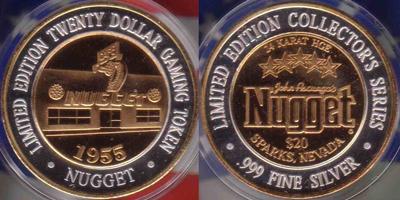 LIMITED EDITION TWENTY DOLLAR GAMING TOKEN
NUGGET
1955
• NUGGET •
LIMITED EDITION COLLECTOR'S SERIES
24 KARAT HGE
John Ascuaga's
Nugget
$20
SPARKS, NEVADA
• .999 FINE SILVER •